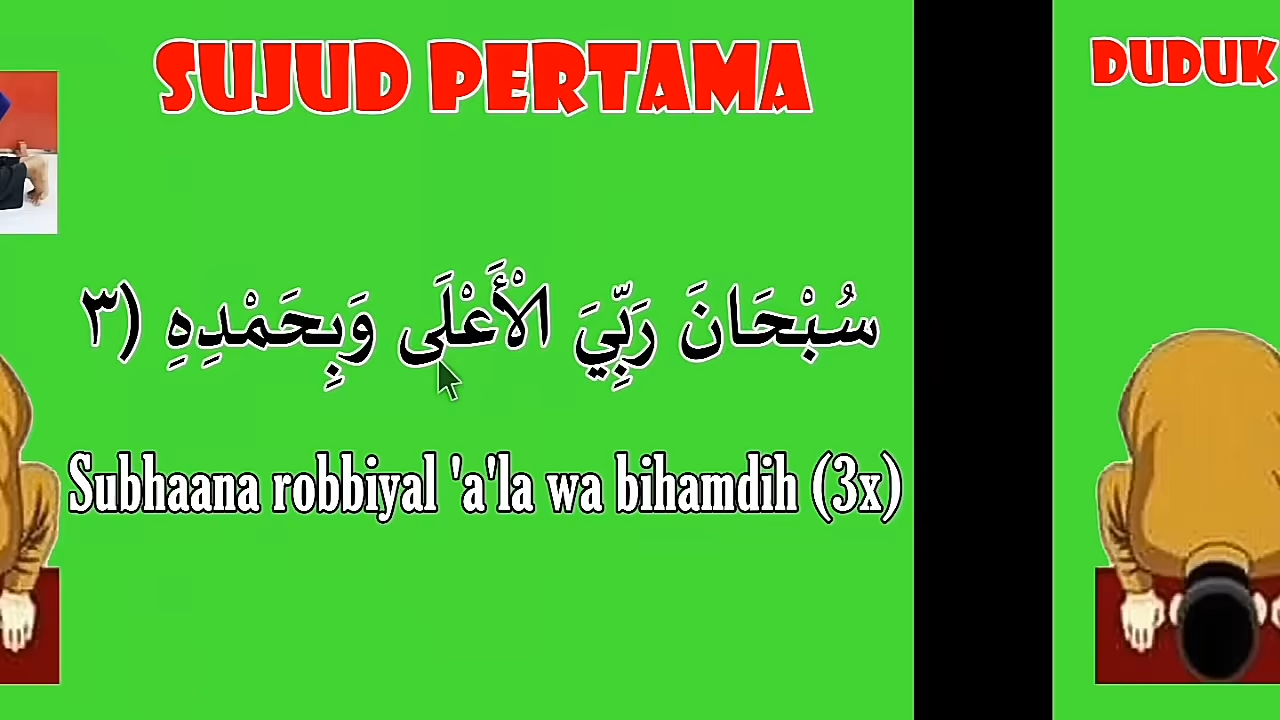 SUJUD PERTAMA
سُبْحَانَ رَبِّيَ الْأَعْلَى وَبِحَمْدِهِ (٣
Subhaana robbiyal 'a'la wa bihamdih (3x)
DUDUK